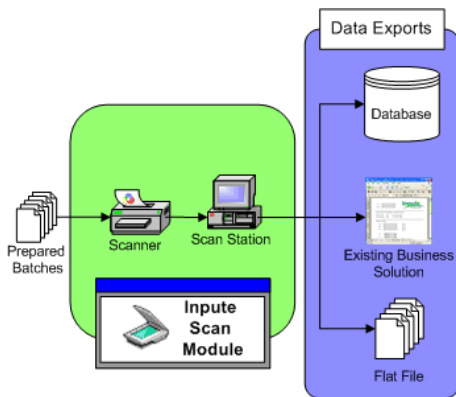 Data Exports
Database
Prepared
Batches
Scanner
Scan Station
Existing Business
Solution
Inpute
Scan
Module
Flat File